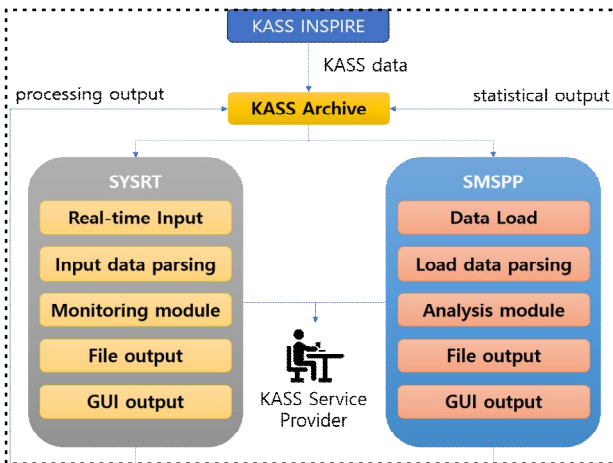 KASS INSPIRE
KASS data
processing output
statistical output
KASS Archive
SYSRT
Real-time Input
Input data parsing
Monitoring module
File output
GUI output
SMSPP
Data Load
Load data parsing
Analysis module
File output
GUI output
KASS Service
Provider